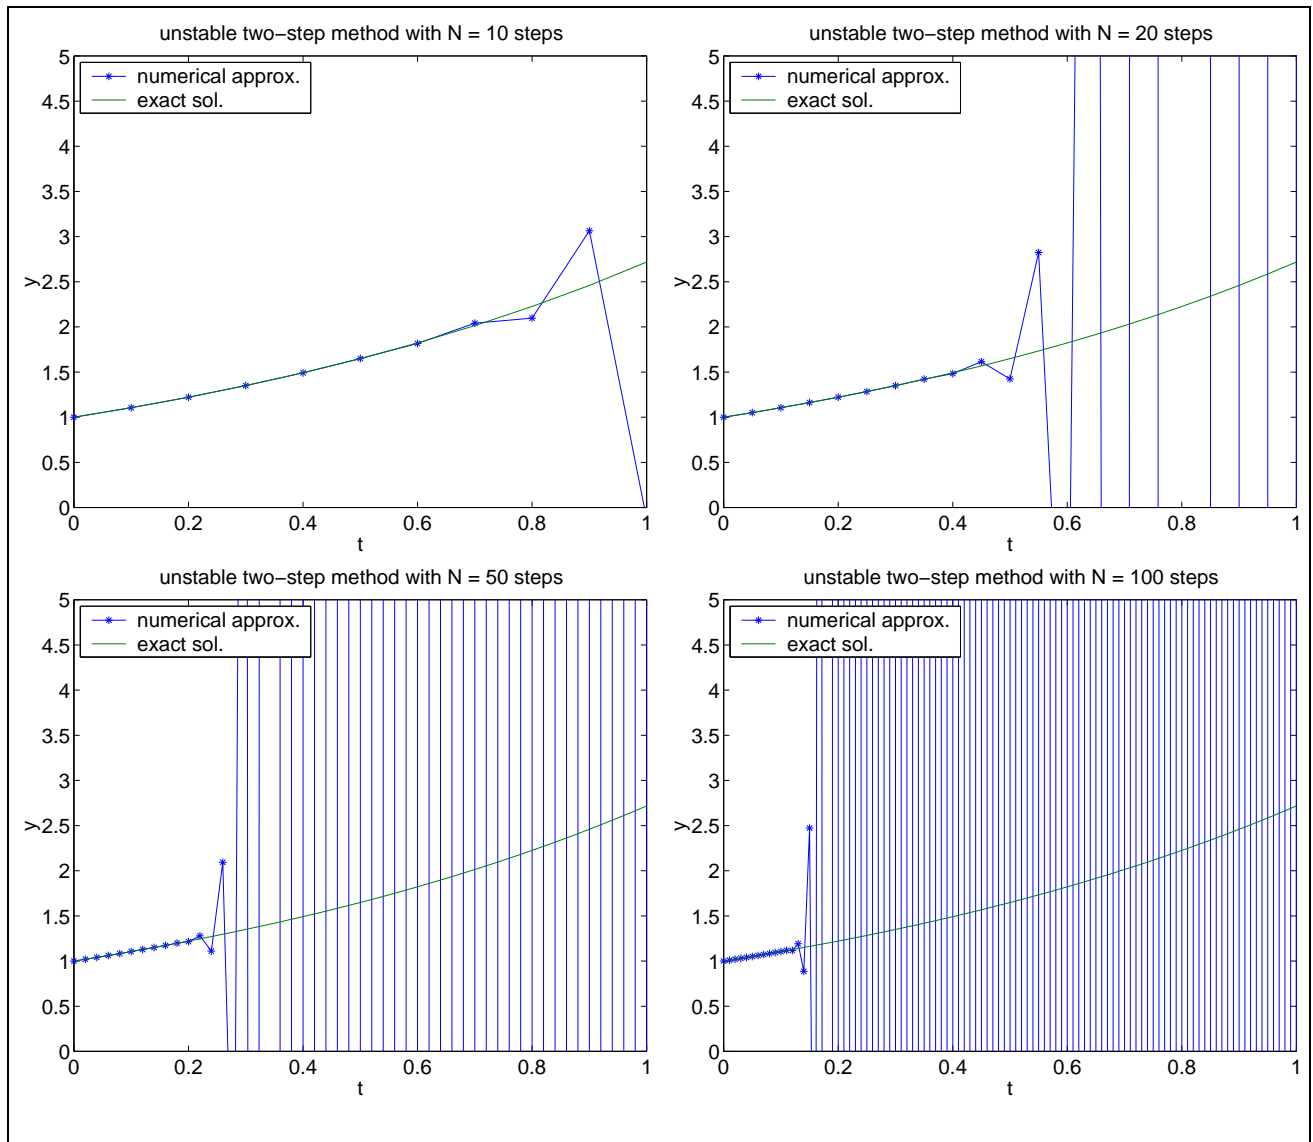 unstable two−step method with N = 10 steps
5
4.5
4
3.5
3
2.5
2
1.5
1
0.5
0
y
numerical approx.
exact sol.
0 0.2 0.4 0.6 0.8 1
t
unstable two−step method with N = 20 steps
5
4.5
4
3.5
3
2.5
2
1.5
1
0.5
0
y
numerical approx.
exact sol.
0 0.2 0.4 0.6 0.8 1
t
unstable two−step method with N = 50 steps
5
4.5
4
3.5
3
2.5
2
1.5
1
0.5
0
y
numerical approx.
exact sol.
0 0.2 0.4 0.6 0.8 1
t
unstable two−step method with N = 100 steps
5
4.5
4
3.5
3
2.5
2
1.5
1
0.5
0
y
numerical approx.
exact sol.
0 0.2 0.4 0.6 0.8 1
t